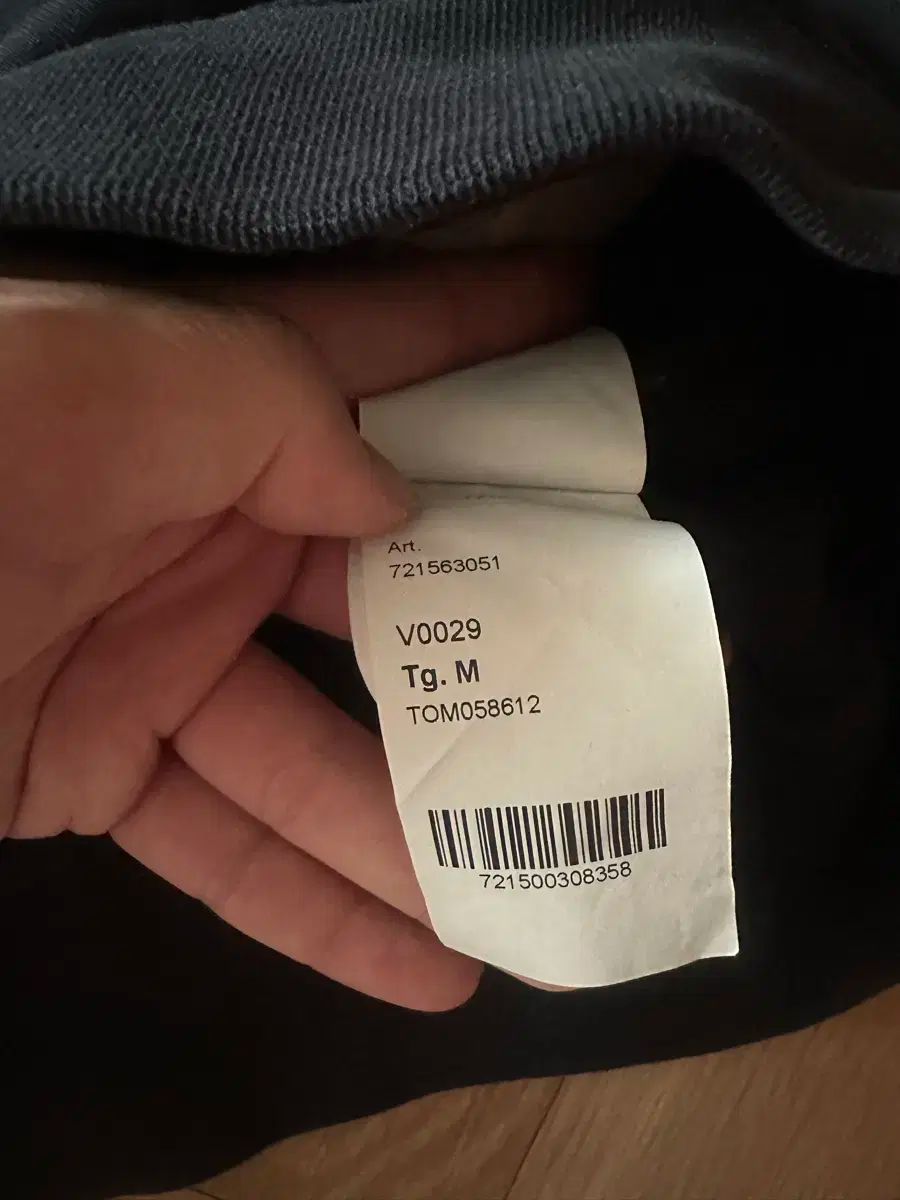 Art.
721563051
V0029
Tg. M
TOM058612
721500308358